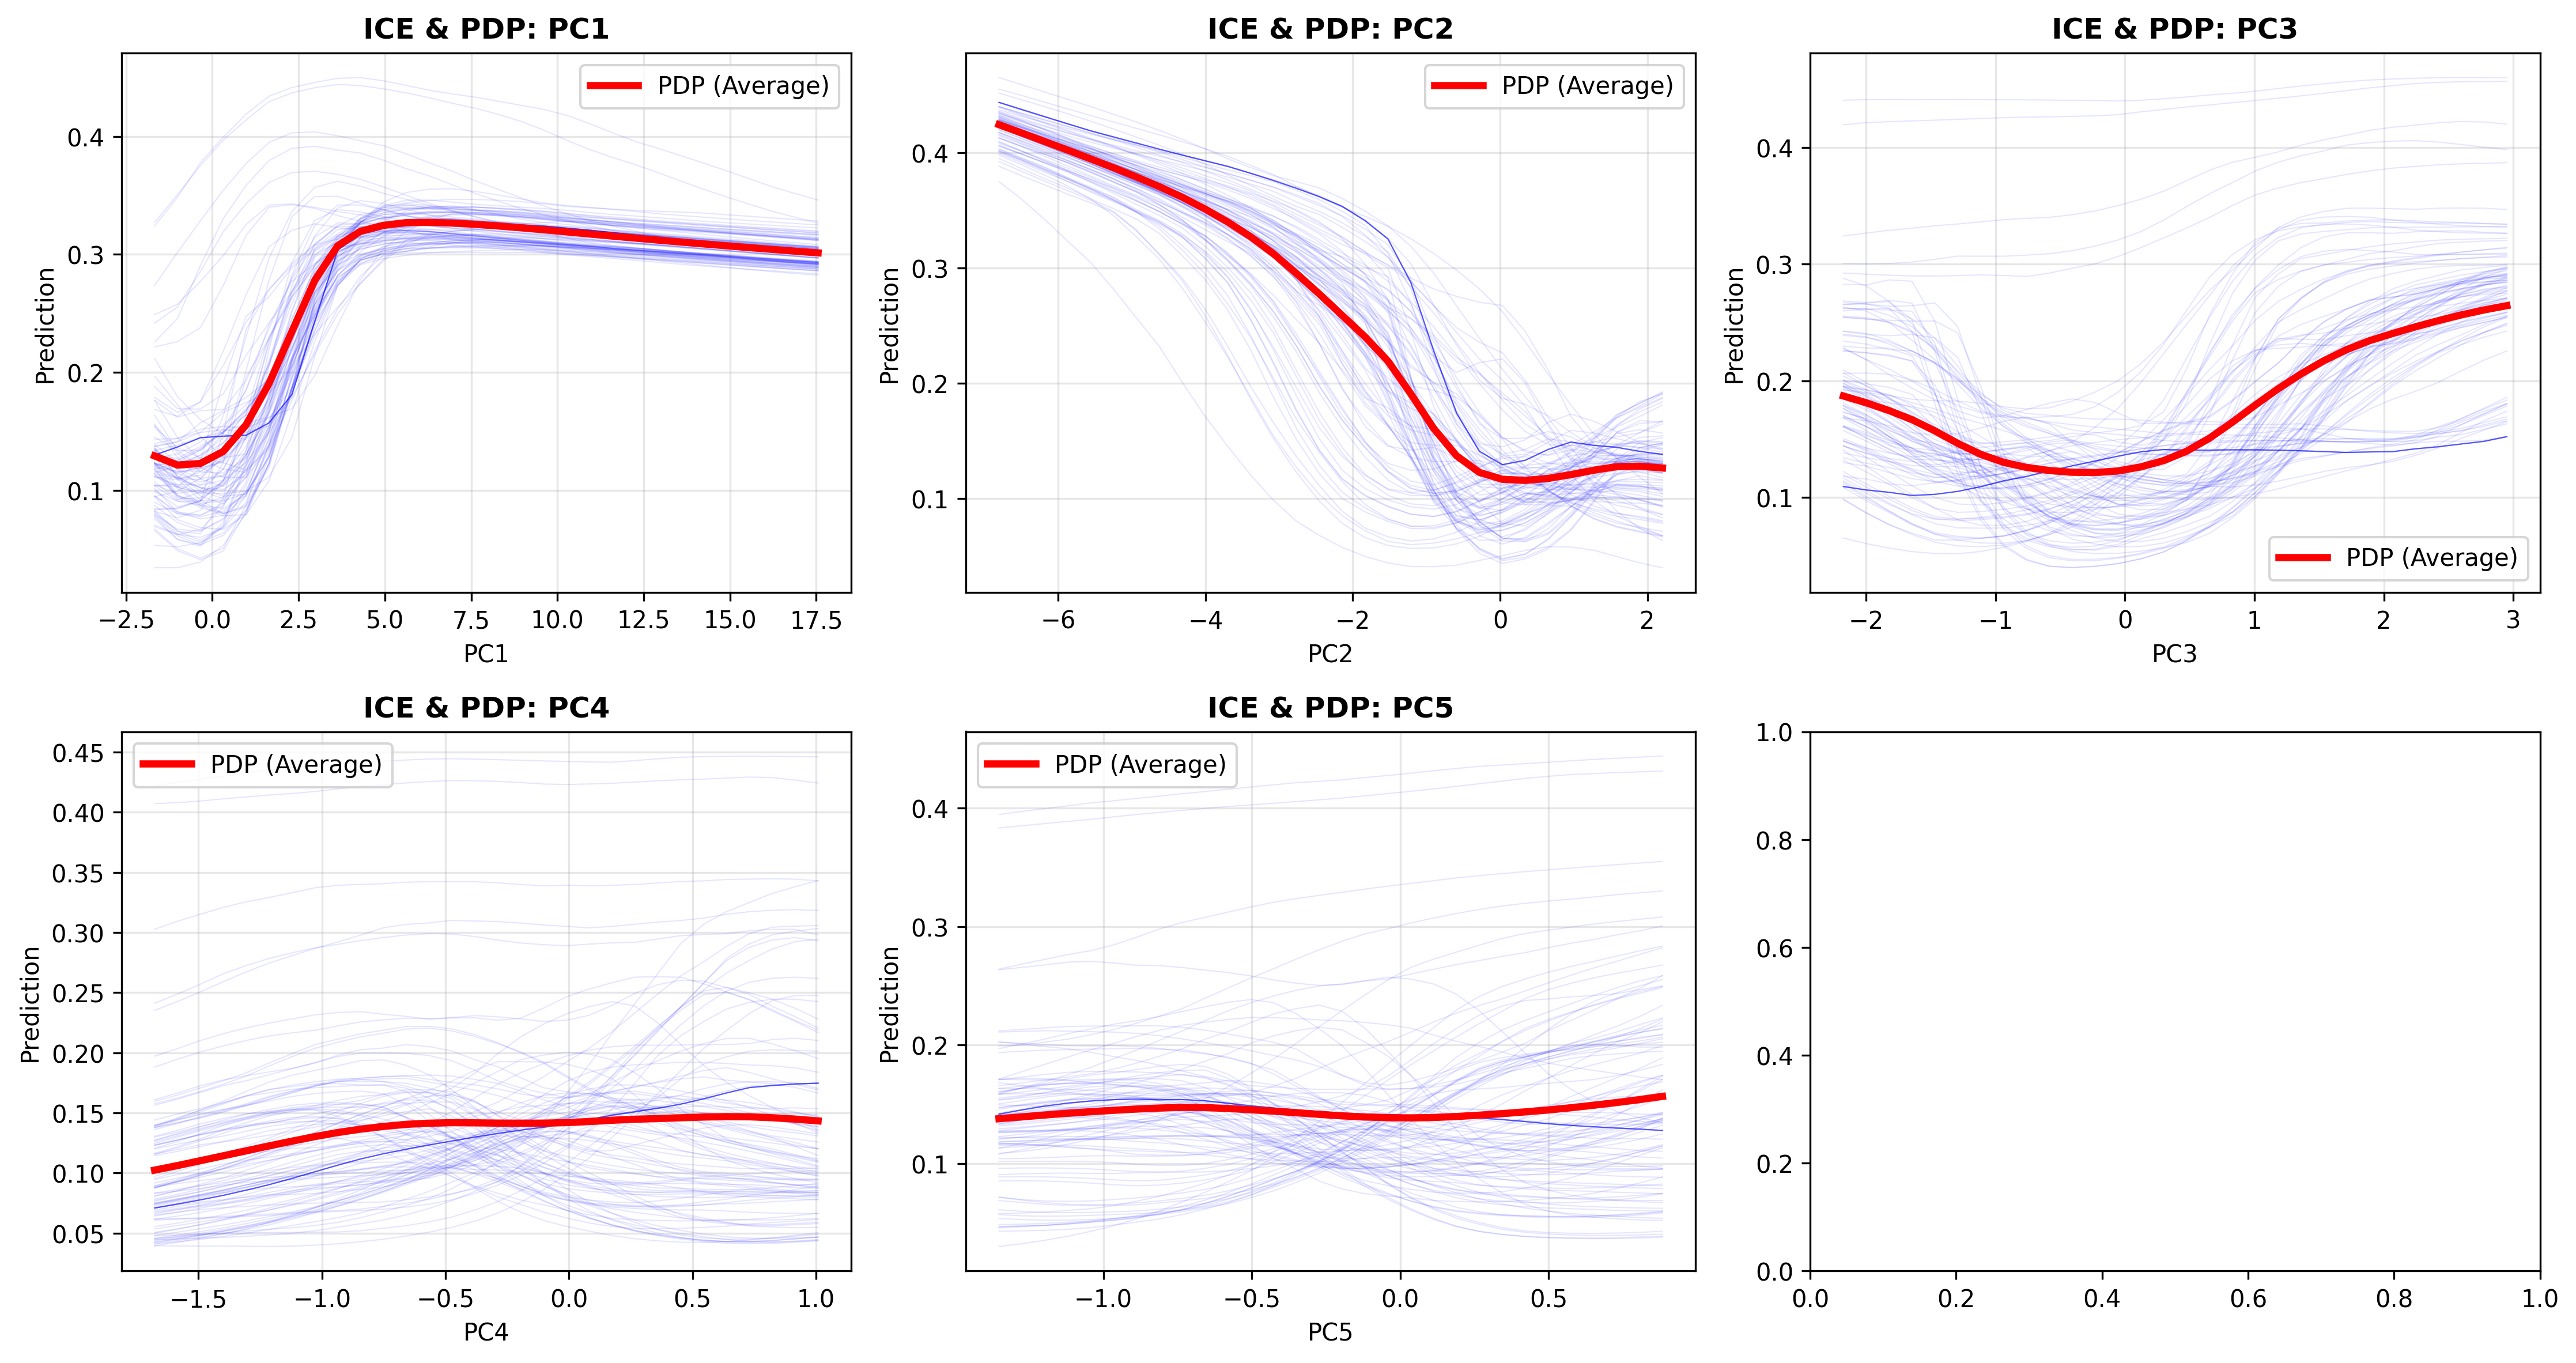 ICE & PDP: PC1
PDP (Average)
Prediction
0.4
0.3
0.2
0.1
−2.5 0.0 2.5 5.0 7.5 10.0 12.5 15.0 17.5
PC1
ICE & PDP: PC2
PDP (Average)
Prediction
0.4
0.3
0.2
0.1
−6 −4 −2 0 2
PC2
ICE & PDP: PC3
PDP (Average)
Prediction
0.4
0.3
0.2
0.1
−2 −1 0 1 2 3
PC3
ICE & PDP: PC4
PDP (Average)
Prediction
0.45
0.40
0.35
0.30
0.25
0.20
0.15
0.10
0.05
−1.5 −1.0 −0.5 0.0 0.5 1.0
PC4
ICE & PDP: PC5
PDP (Average)
Prediction
0.4
0.3
0.2
0.1
−1.0 −0.5 0.0 0.5
PC5
1.0
0.8
0.6
0.4
0.2
0.0
0.0 0.2 0.4 0.6 0.8 1.0